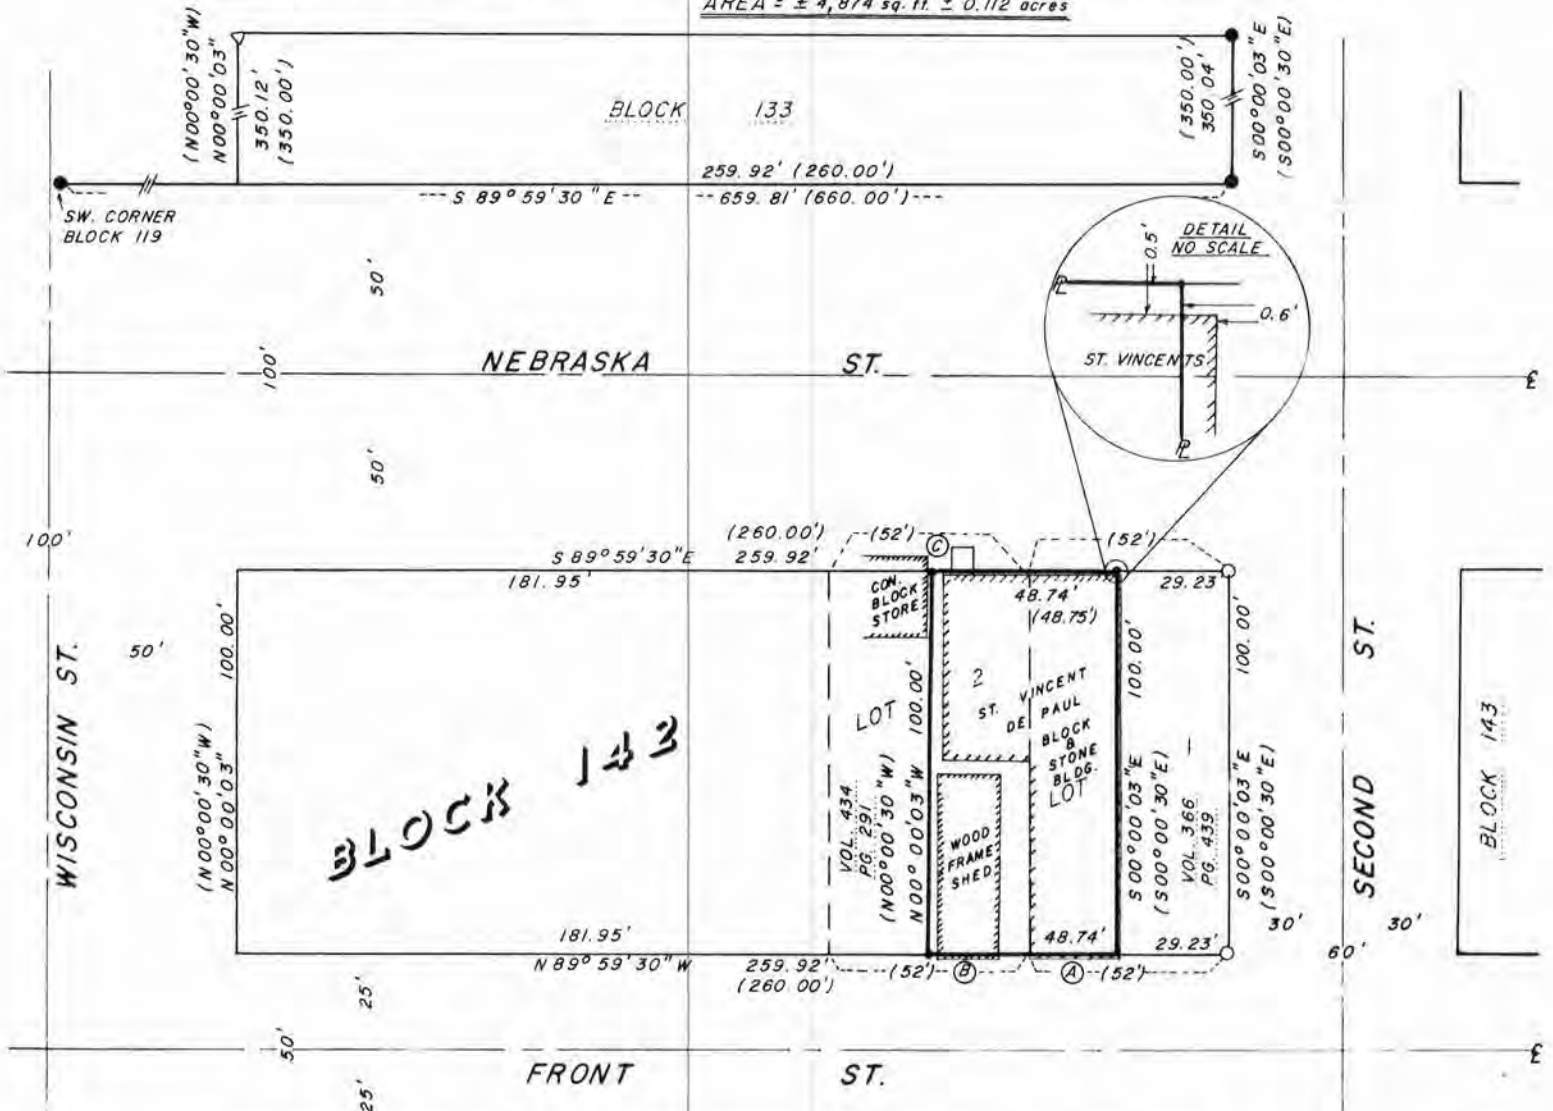 AREA = ± 4,874 sq. ft. ± 0.112 acres
(N00°00'30"W)
N00°00'03"
350.12'
(350.00')
BLOCK 133
(350.00')
350.04'
S00°00'03"E
(S00°00'30"E)
259.92' (260.00')
S 89°59'30"E
659.81' (660.00')
SW. CORNER
BLOCK 119
DETAIL
NO SCALE
0.5'
0.6'
ST. VINCENTS
50'
100'
50'
NEBRASKA ST.
100'
50'
WISCONSIN ST.
(260.00')
(52')
C
(52')
S 89°59'30"E
259.92'
181.95'
48.74'
(48.75')
29.23
100.00'
(N00°00'30"W)
N00°00'03"
BLOCK 143
CON.
BLOCK
STORE
LOT
2
VOL. 434
PG. 291
100.00'
(N00°00'30"W)
N00°00'03"W
ST. VINCENT
DE PAUL
BLOCK
&
STONE
BLDG.
LOT
WOOD
FRAME
SHED
100.00'
S00°00'03"E
(S00°00'30"E)
VOL. 366
PG. 439
100.00'
S00°00'03"E
(S00°00'30"E)
SECOND ST.
BLOCK 143
30'
30'
60'
181.95'
48.74'
29.23'
N 89°59'30"W
259.92'
(52')
B
A
(52')
(260.00')
25'
50'
25'
FRONT ST.